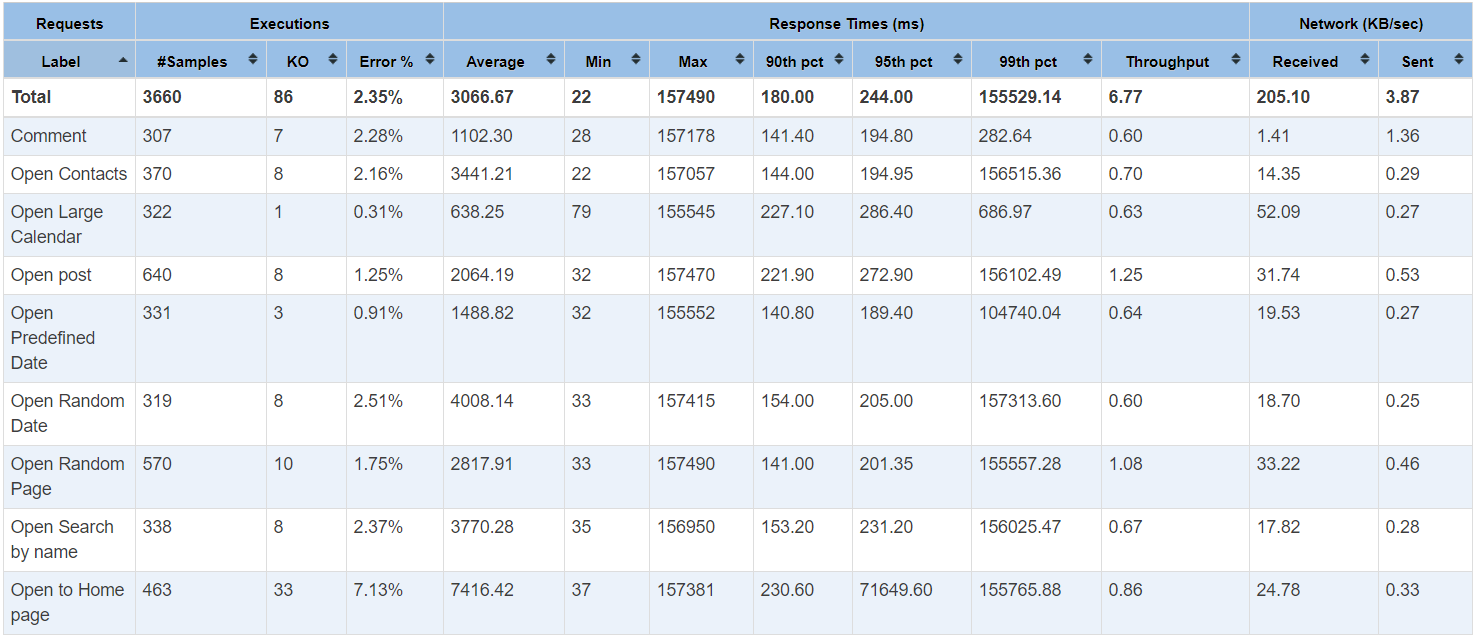 Requests Executions Response Times (ms) Network (KB/sec)
Label #Samples KO Error % Average Min Max 90th pct 95th pct 99th pct Throughput Received Sent
Total 3660 86 2.35% 3066.67 22 157490 180.00 244.00 155529.14 6.77 205.10 3.87
Comment 307 7 2.28% 1102.30 28 157178 141.40 194.80 282.64 0.60 1.41 1.36
Open Contacts 370 8 2.16% 3441.21 22 157057 144.00 194.95 156515.36 0.70 14.35 0.29
Open Large 322 1 0.31% 638.25 79 155545 227.10 286.40 686.97 0.63 52.09 0.27
Calendar
Open post 640 8 1.25% 2064.19 32 157470 221.90 272.90 156102.49 1.25 31.74 0.53
Open 331 3 0.91% 1488.82 32 155552 140.80 189.40 104740.04 0.64 19.53 0.27
Predefined
Date
Open Random 319 8 2.51% 4008.14 33 157415 154.00 205.00 157313.60 0.60 18.70 0.25
Date
Open Random 570 10 1.75% 2817.91 33 157490 141.00 201.35 155557.28 1.08 33.22 0.46
Page
Open Search 338 8 2.37% 3770.28 35 156950 153.20 231.20 156025.47 0.67 17.82 0.28
by name
Open to Home 463 33 7.13% 7416.42 37 157381 230.60 71649.60 155765.88 0.86 24.78 0.33
page